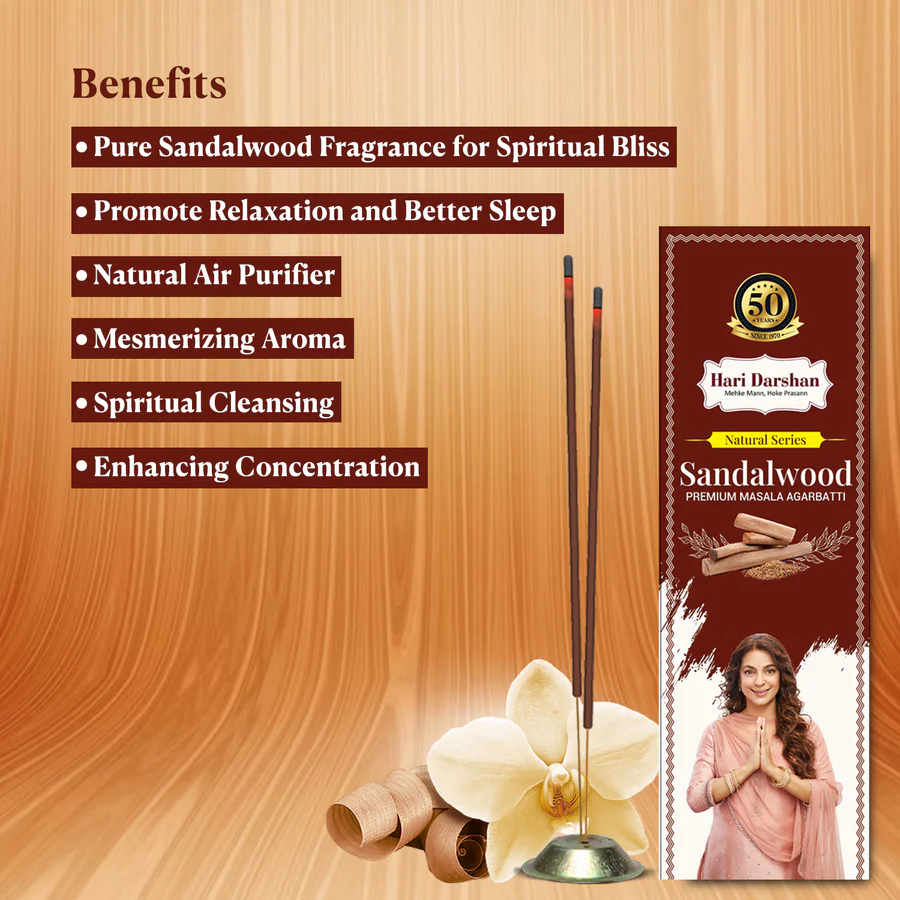 Benefits
• Pure Sandalwood Fragrance for Spiritual Bliss
• Promote Relaxation and Better Sleep
• Natural Air Purifier
• Mesmerizing Aroma
• Spiritual Cleansing
• Enhancing Concentration
50
YEARS
SINCE 1970
Hari Darshan
Mehke Mann, Hoke Prasann
Natural Series
Sandalwood
PREMIUM MASALA AGARBATTI